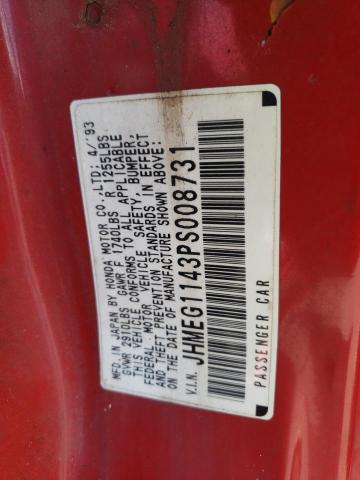 MFD. IN JAPAN BY HONDA MOTOR CO., LTD: 4/'93
GVWR 2910LBS GAWR F 1740LBS R 1255LBS
THIS VEHICLE CONFORMS TO ALL APPLICABLE
FEDERAL MOTOR VEHICLE SAFETY, BUMPER,
AND THEFT PREVENTION STANDARDS IN EFFECT
ON THE DATE OF MANUFACTURE SHOWN ABOVE:
V.I.N. JHMEG1143PS008731
PASSENGER CAR